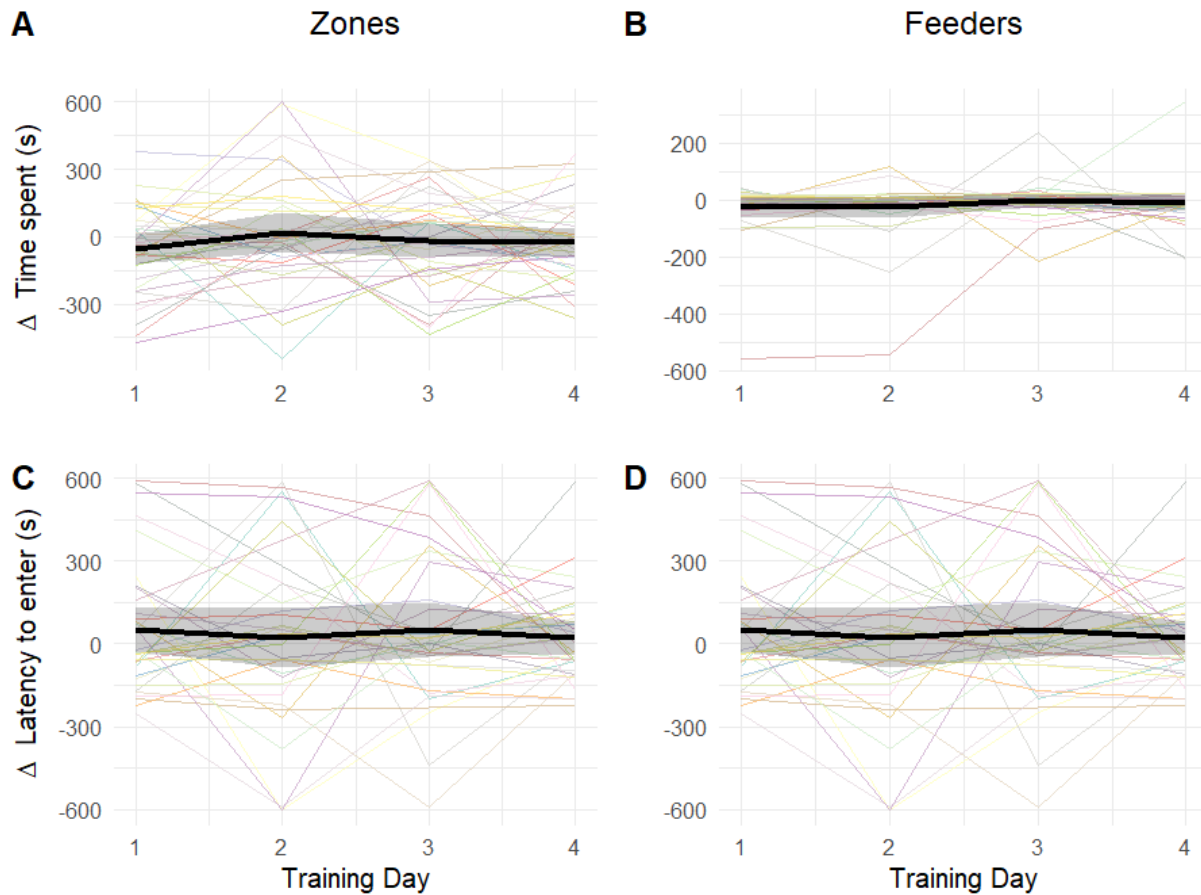 A Zones B Feeders
Δ Time spent (s)
600
300
0
-300
1 2 3 4
200
0
-200
-400
-600
1 2 3 4
C D
Δ Latency to enter (s)
600
300
0
-300
-600
1 2 3 4
Training Day
600
300
0
-300
-600
1 2 3 4
Training Day